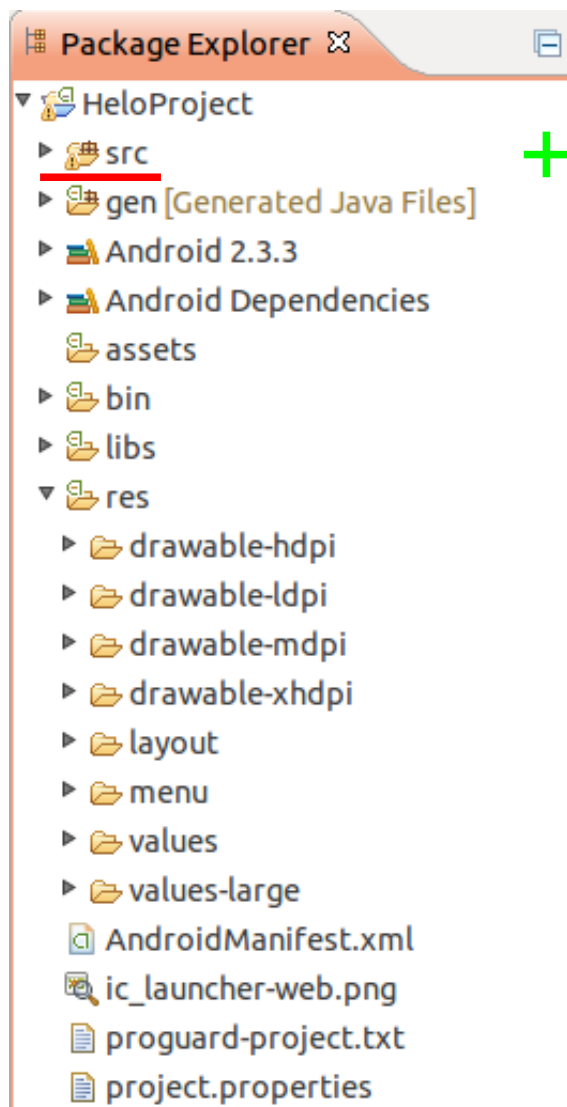 Package Explorer
HeloProject
src
gen [Generated Java Files]
Android 2.3.3
Android Dependencies
assets
bin
libs
res
drawable-hdpi
drawable-ldpi
drawable-mdpi
drawable-xhdpi
layout
menu
values
values-large
AndroidManifest.xml
ic_launcher-web.png
proguard-project.txt
project.properties